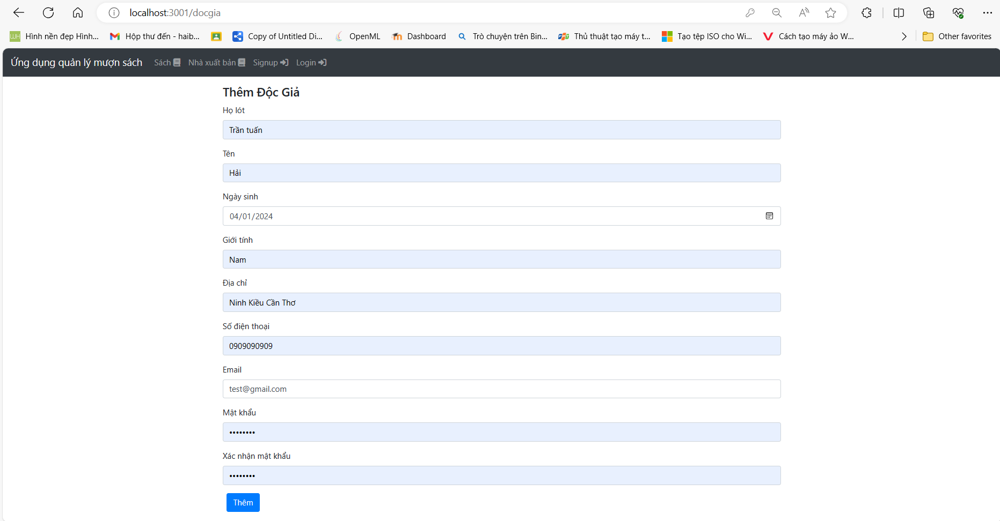 localhost:3001/docgia
Hình nền đẹp Hình... Hộp thư đến - haib... Copy of Untitled Di... OpenML Dashboard Trò chuyện trên Bin... Thủ thuật tạo máy t... Tạo tệp ISO cho Wi... Cách tạo máy ảo W... Other favorites
Ứng dụng quản lý mượn sách Sách Nhà xuất bản Signup Login
Thêm Độc Giả
Họ lót
Trần tuấn
Tên
Hải
Ngày sinh
04/01/2024
Giới tính
Nam
Địa chỉ
Ninh Kiều Cần Thơ
Số điện thoại
0909090909
Email
test@gmail.com
Mật khẩu
••••••••
Xác nhận mật khẩu
••••••••
Thêm